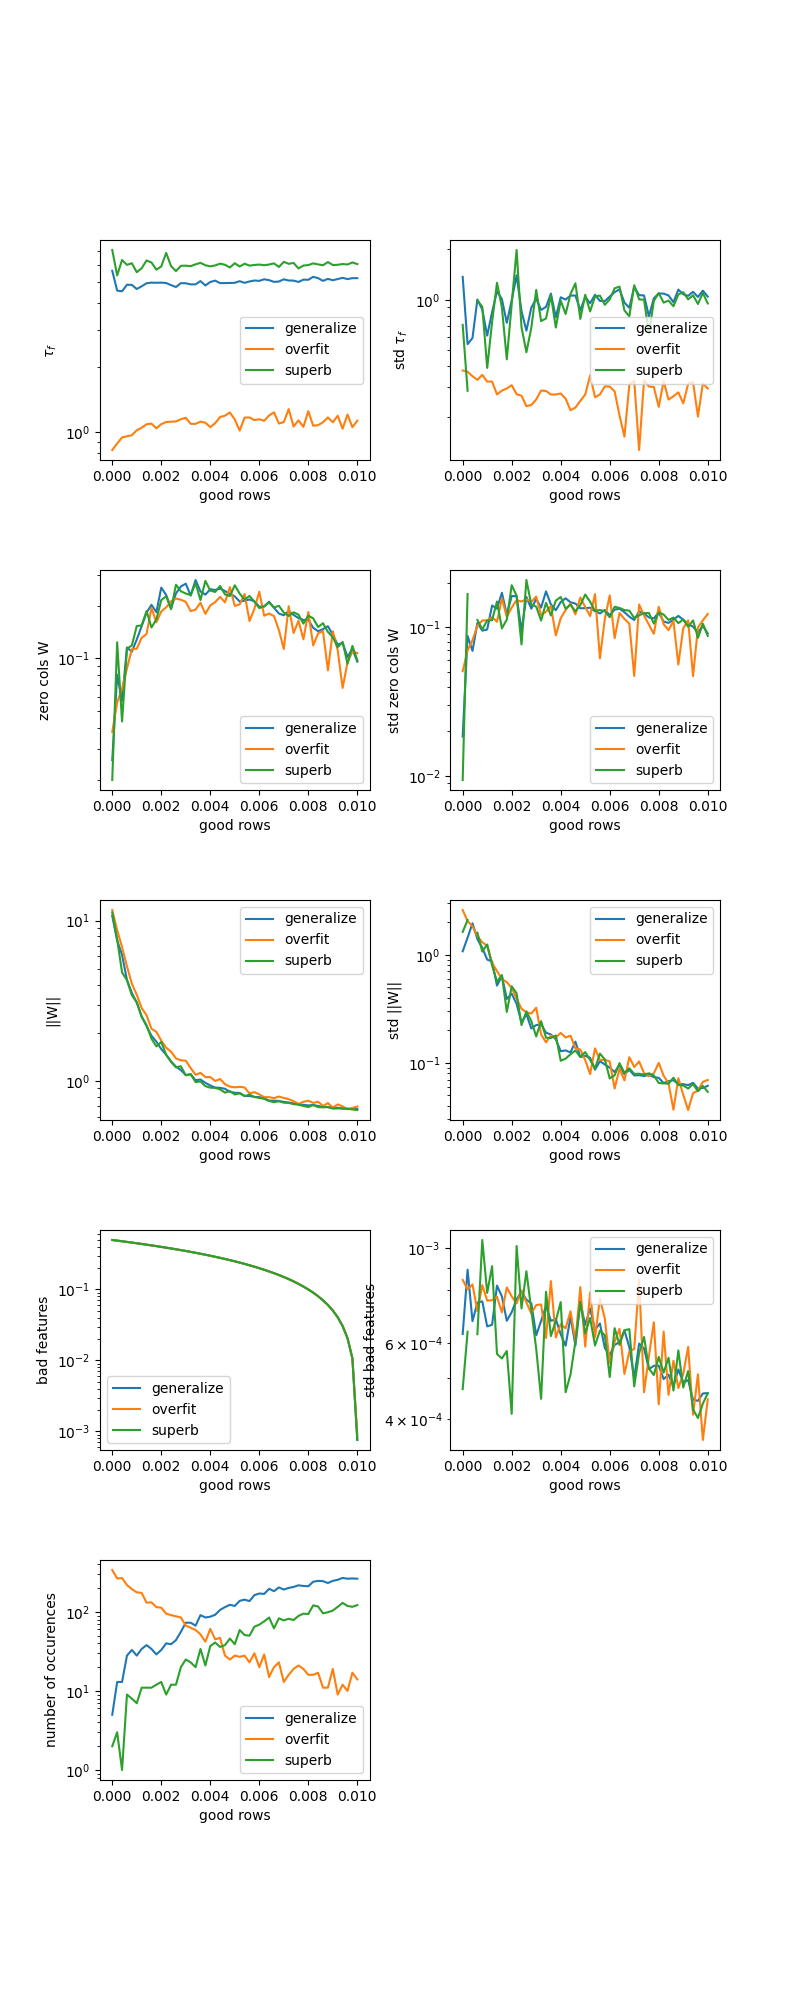 τ_f
10⁰
0.000 0.002 0.004 0.006 0.008 0.010
good rows
generalize
overfit
superb
std τ_f
10⁰
0.000 0.002 0.004 0.006 0.008 0.010
good rows
generalize
overfit
superb
zero cols W
10⁻¹
0.000 0.002 0.004 0.006 0.008 0.010
good rows
generalize
overfit
superb
std zero cols W
10⁻¹
10⁻²
0.000 0.002 0.004 0.006 0.008 0.010
good rows
generalize
overfit
superb
||W||
10¹
10⁰
0.000 0.002 0.004 0.006 0.008 0.010
good rows
generalize
overfit
superb
std ||W||
10⁰
10⁻¹
0.000 0.002 0.004 0.006 0.008 0.010
good rows
generalize
overfit
superb
bad features
10⁻¹
10⁻²
10⁻³
0.000 0.002 0.004 0.006 0.008 0.010
good rows
generalize
overfit
superb
std bad features
10⁻³
6 × 10⁻⁴
4 × 10⁻⁴
0.000 0.002 0.004 0.006 0.008 0.010
good rows
generalize
overfit
superb
number of occurences
10²
10¹
10⁰
0.000 0.002 0.004 0.006 0.008 0.010
good rows
generalize
overfit
superb